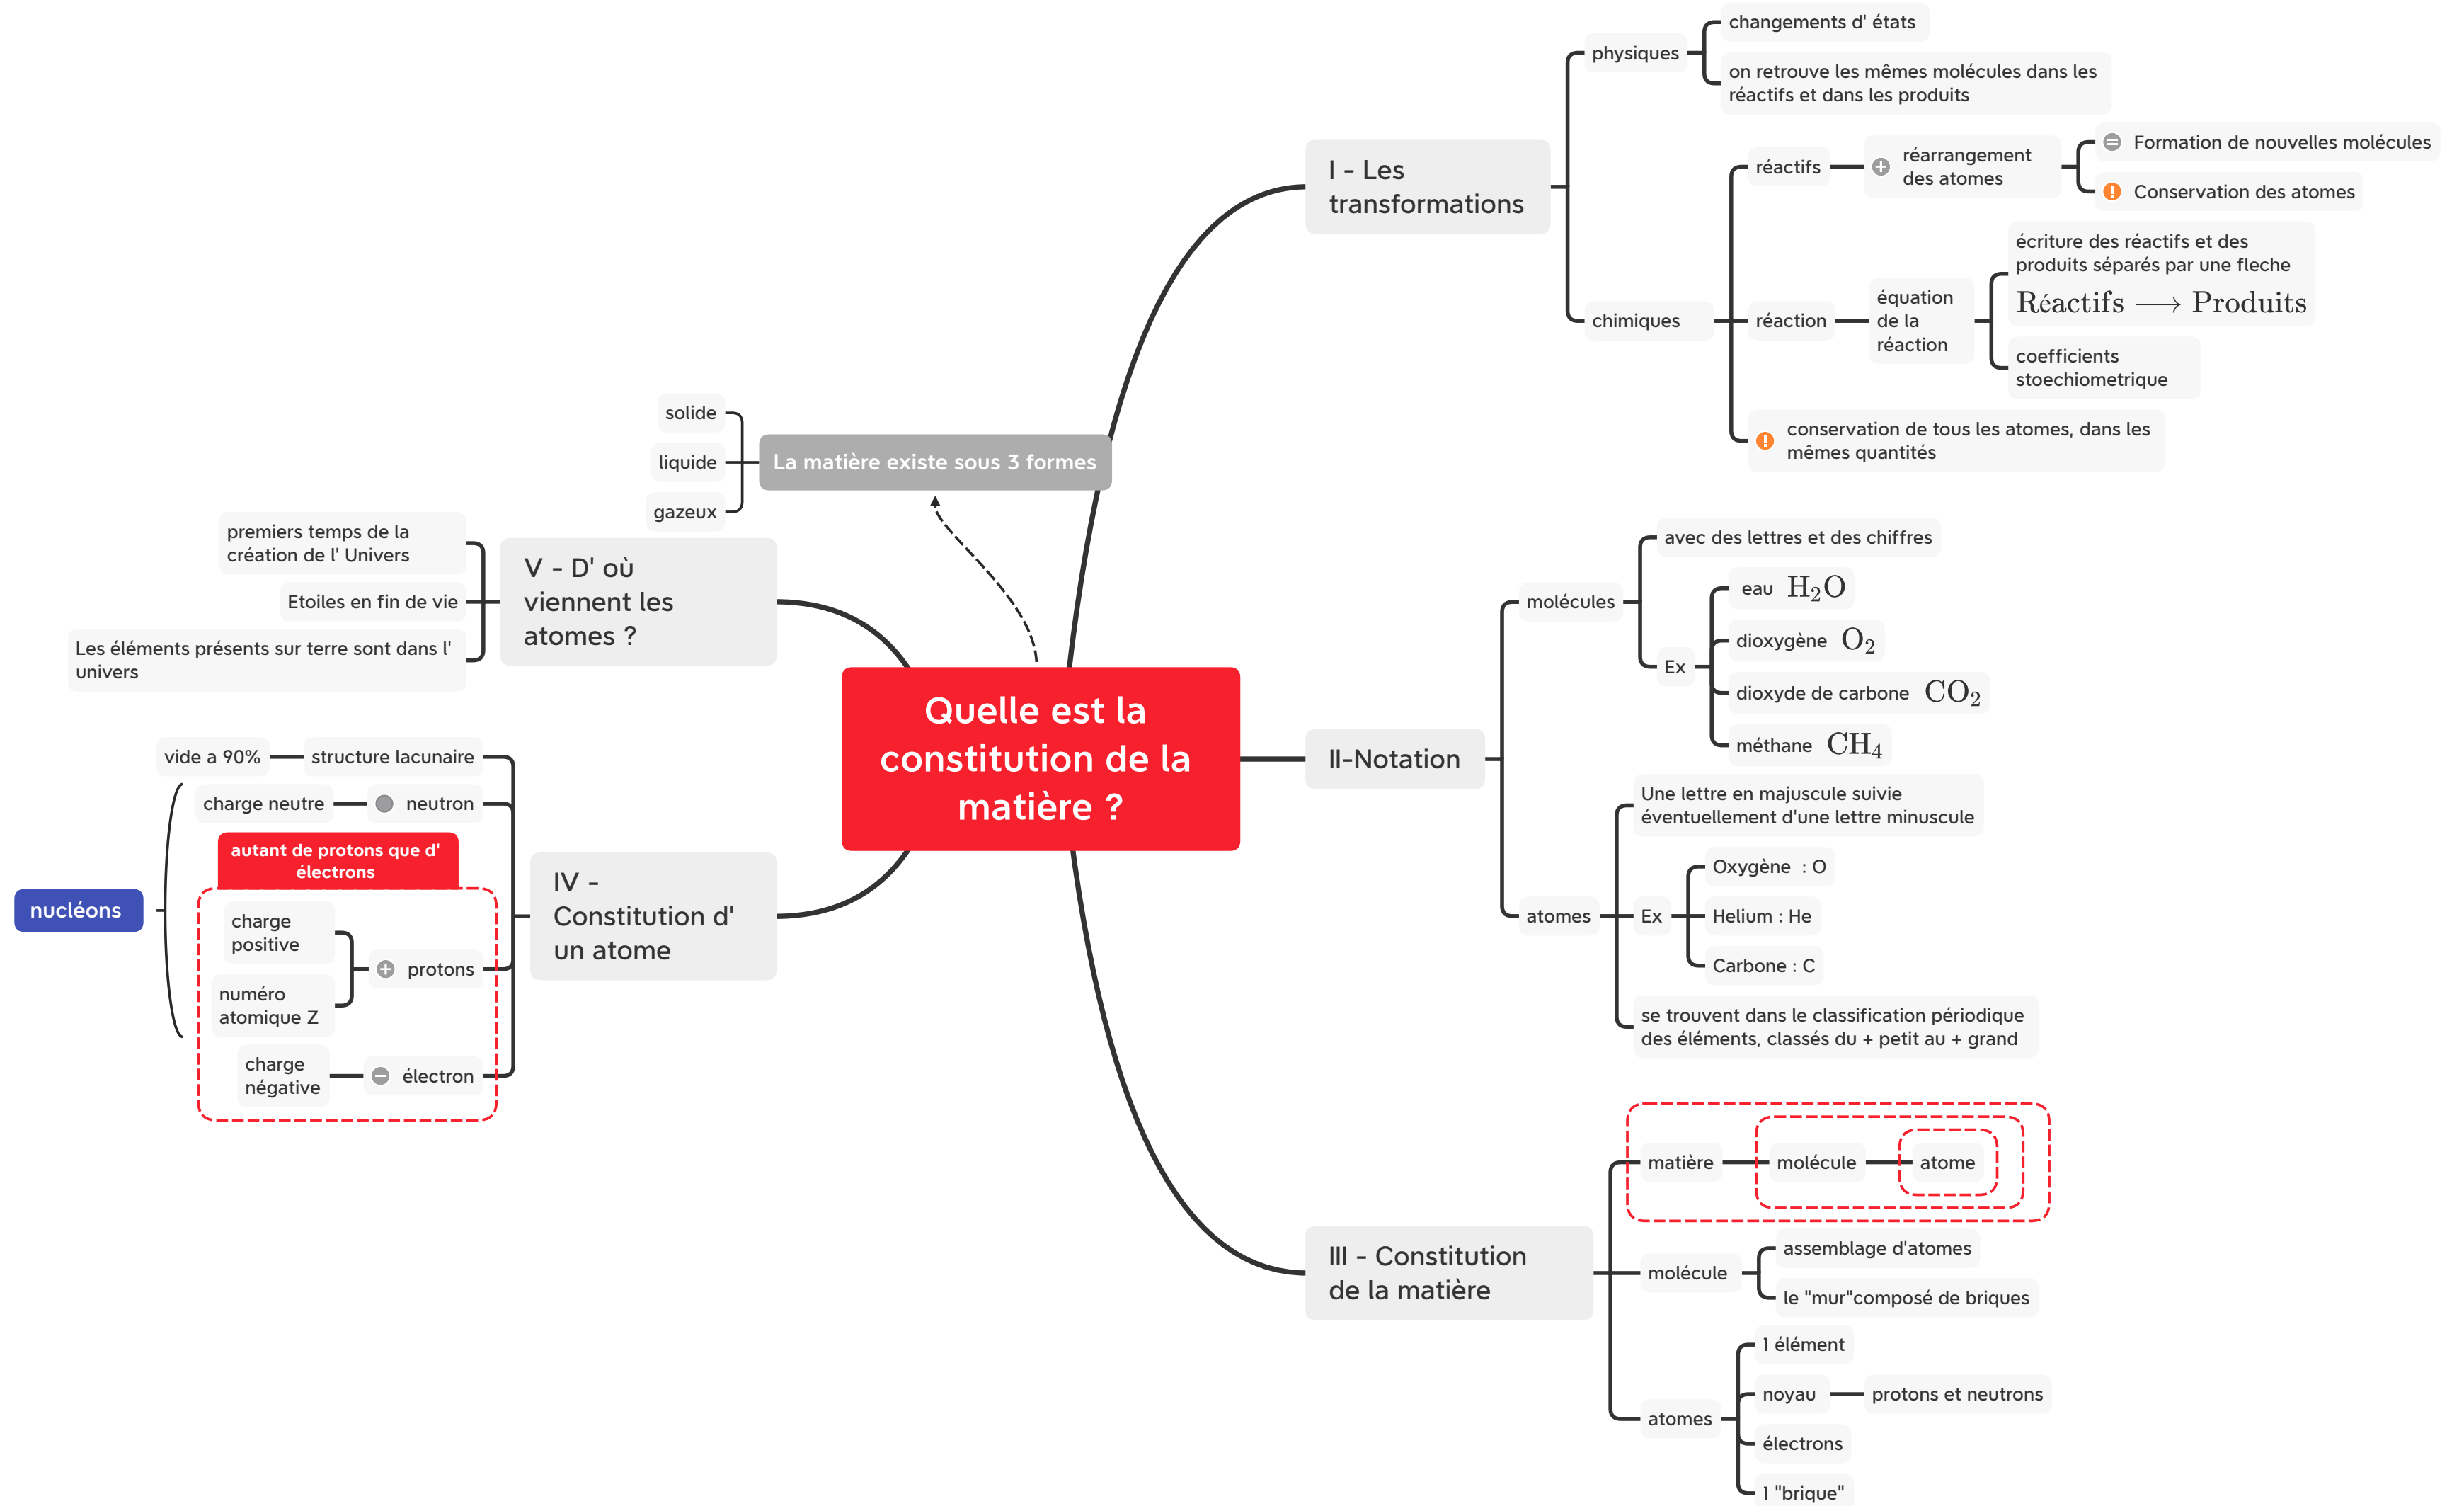 Quelle est la
constitution de la
matière ?
La matière existe sous 3 formes
solide
liquide
gazeux
I - Les
transformations
physiques
changements d' états
on retrouve les mêmes molécules dans les
réactifs et dans les produits
chimiques
réactifs
réarrangement
des atomes
Formation de nouvelles molécules
Conservation des atomes
réaction
équation
de la
réaction
écriture des réactifs et des
produits séparés par une fleche
Réactifs ⟶ Produits
coefficients
stoechiometrique
conservation de tous les atomes, dans les
mêmes quantités
II-Notation
molécules
avec des lettres et des chiffres
Ex
eau H₂O
dioxygène O₂
dioxyde de carbone CO₂
méthane CH₄
atomes
Une lettre en majuscule suivie
éventuellement d'une lettre minuscule
Ex
Oxygène : O
Helium : He
Carbone : C
se trouvent dans le classification périodique
des éléments, classés du + petit au + grand
III - Constitution
de la matière
matière
molécule
atome
molécule
assemblage d'atomes
le "mur"composé de briques
atomes
1 élément
noyau
protons et neutrons
électrons
1 "brique"
IV -
Constitution d'
un atome
structure lacunaire
vide a 90%
neutron
charge neutre
autant de protons que d'
électrons
protons
charge
positive
numéro
atomique Z
électron
charge
négative
nucléons
V - D' où
viennent les
atomes ?
premiers temps de la
création de l' Univers
Etoiles en fin de vie
Les éléments présents sur terre sont dans l'
univers